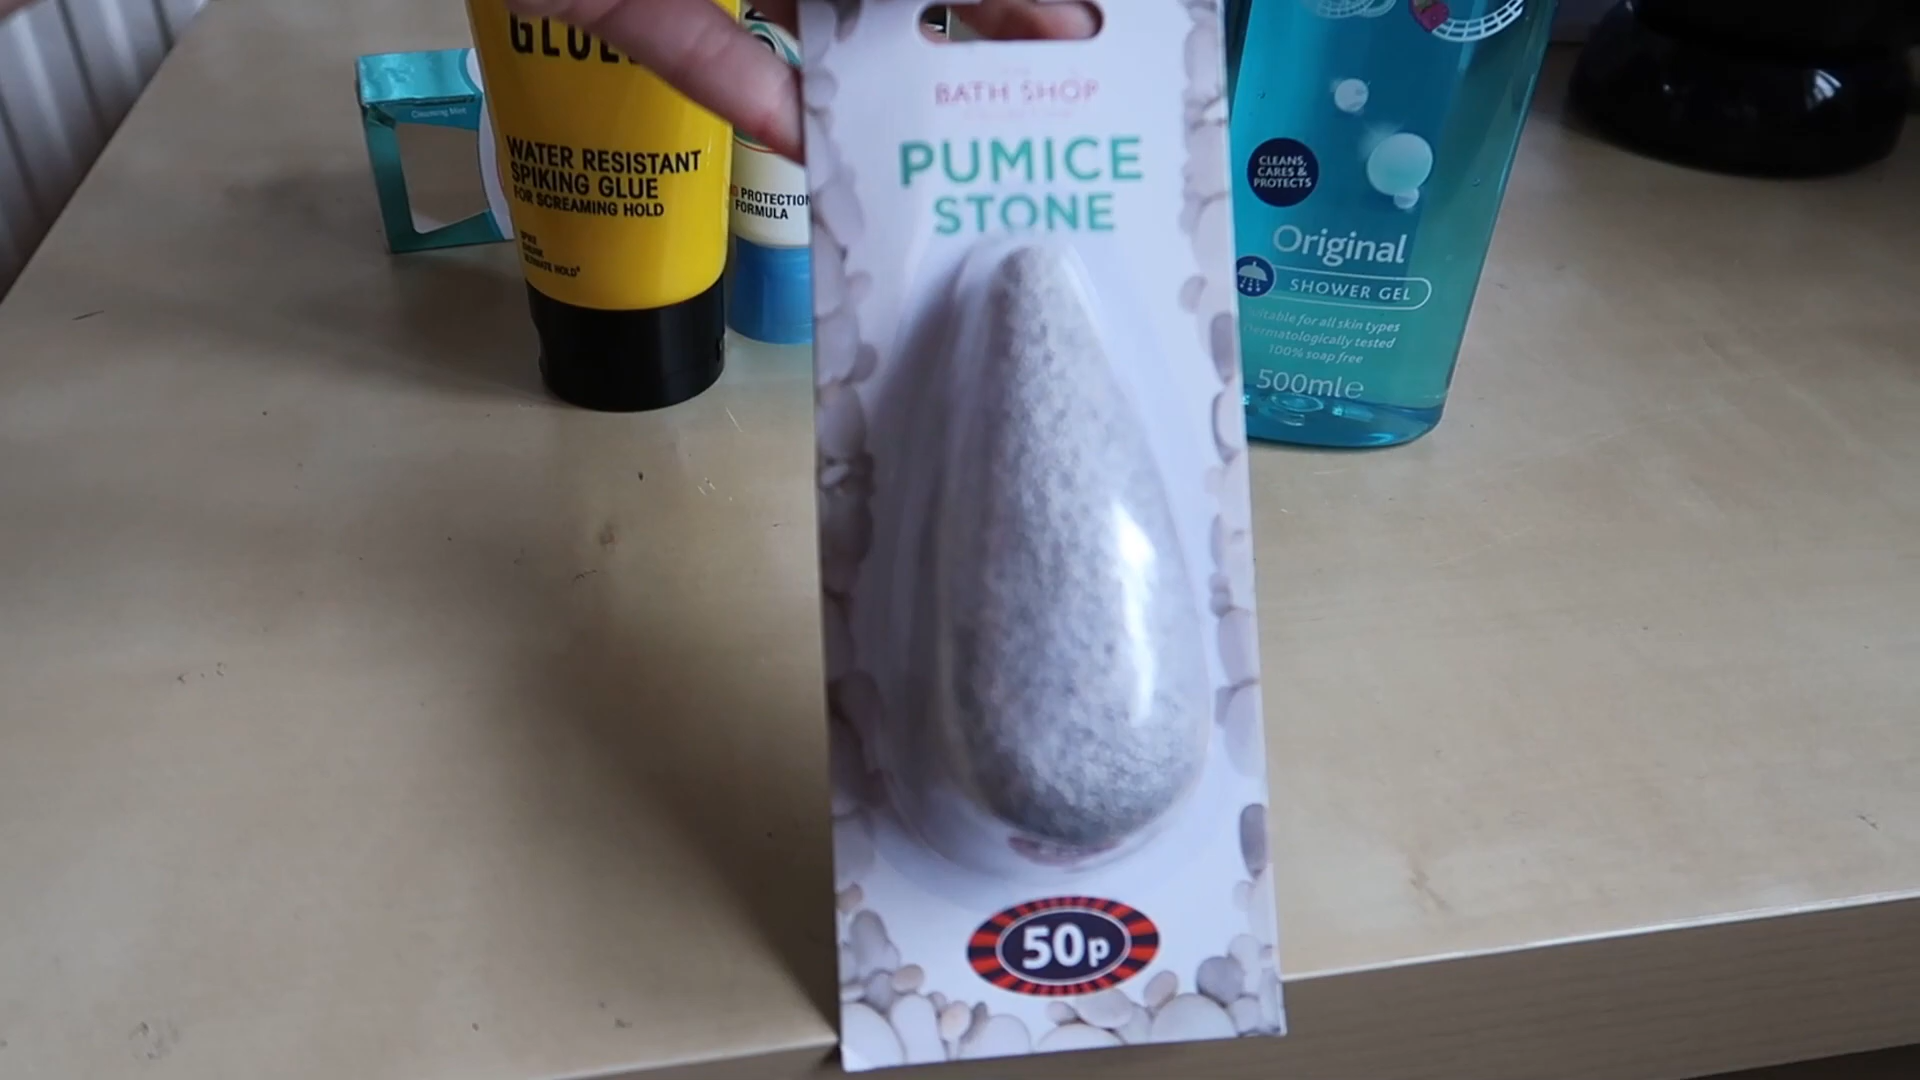 GLUE
WATER RESISTANT
SPIKING GLUE
FOR SCREAMING HOLD
PROTECTION
FORMULA
BATH SHOP
PUMICE
STONE
50p
CLEANS,
CARES &
PROTECTS
Original
SHOWER GEL
suitable for all skin types
Dermatologically tested
100% soap free
500ml℮